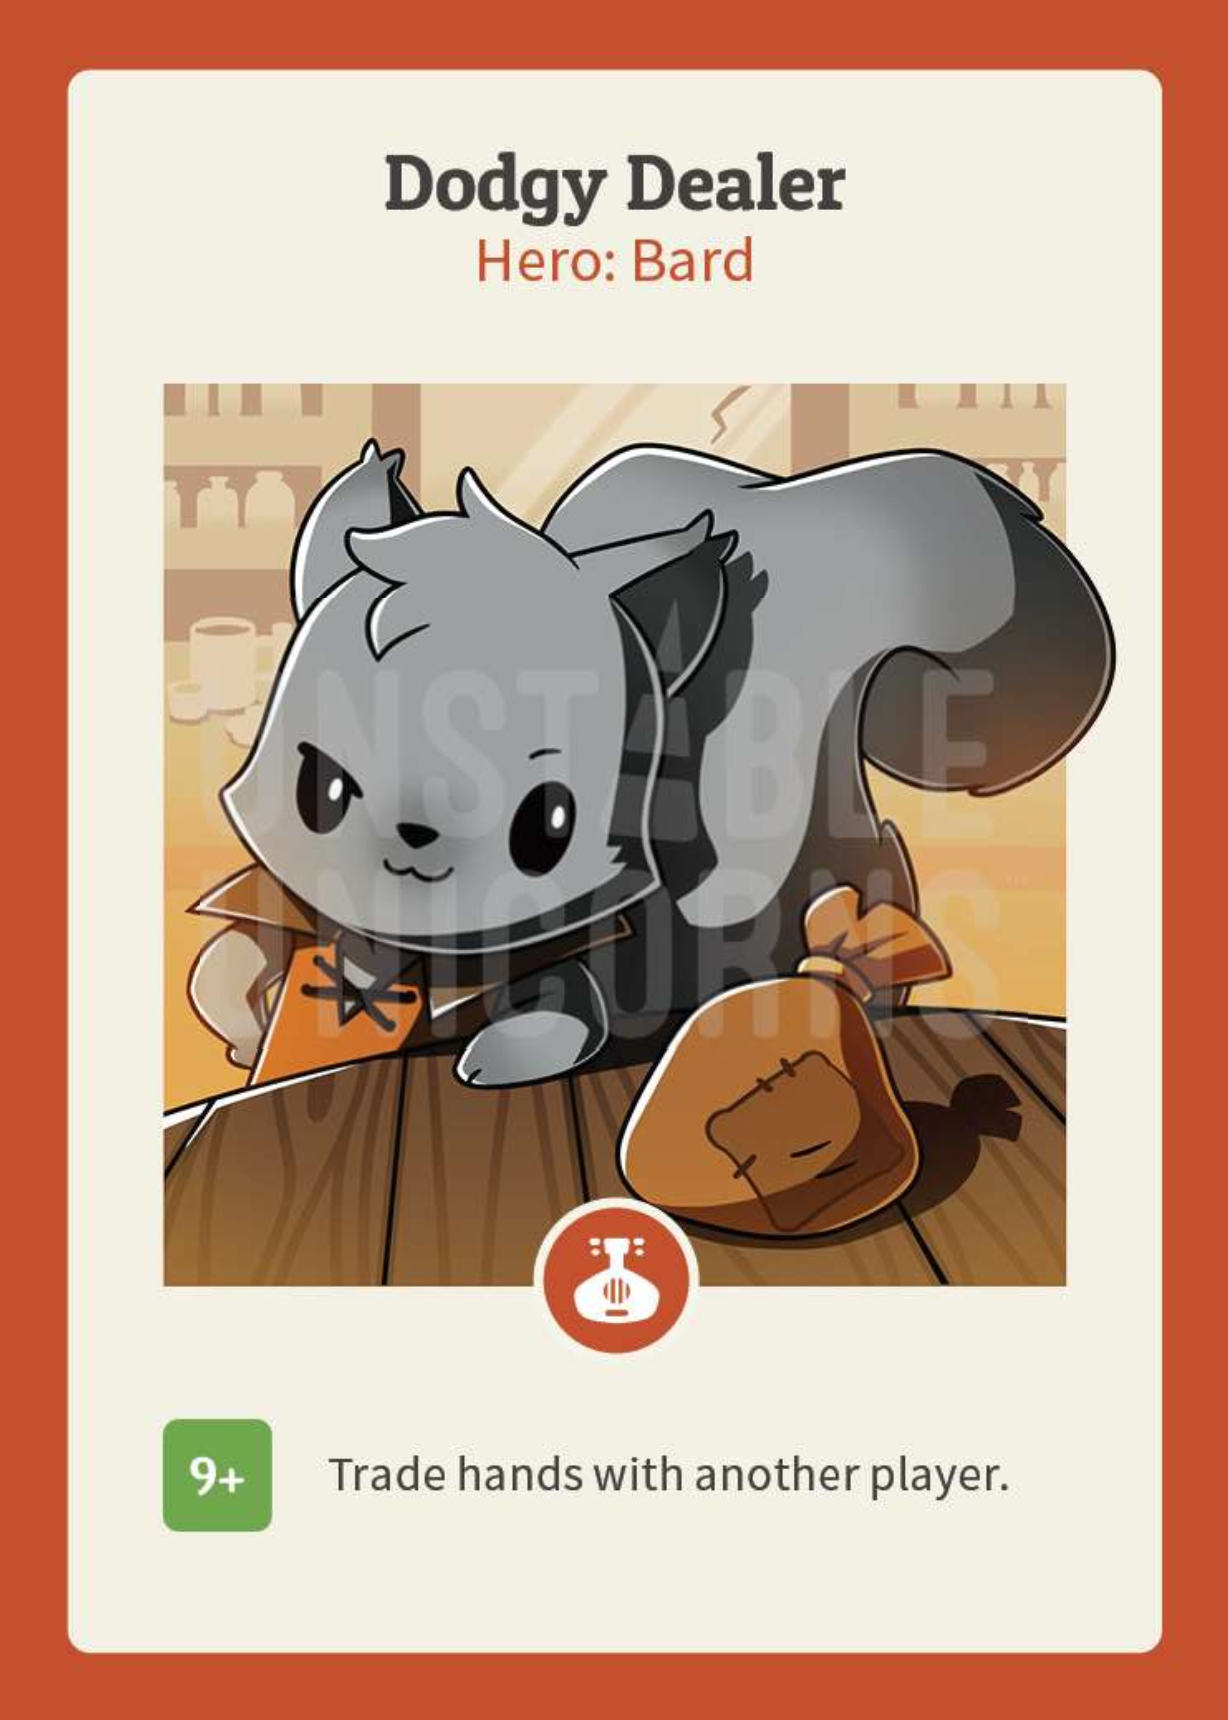 Dodgy Dealer
Hero: Bard
UNSTABLE
UNICORNS
9+
Trade hands with another player.